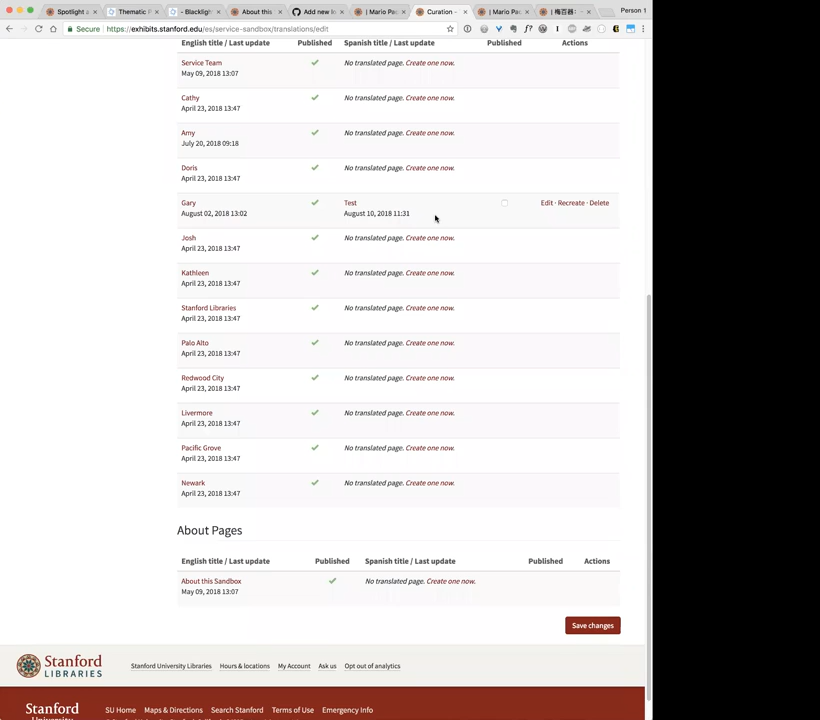 Spotlight a
Thematic F
- Blackligh
About this
Add new lo
| Mario Pac
Curation -
| Mario Pac
| 梅百器: -
Person 1
Secure
https://exhibits.stanford.edu/es/service-sandbox/translations/edit
English title / Last update Published Spanish title / Last update Published Actions
Service Team No translated page. Create one now.
May 09, 2018 13:07
Cathy No translated page. Create one now.
April 23, 2018 13:47
Amy No translated page. Create one now.
July 20, 2018 09:18
Doris No translated page. Create one now.
April 23, 2018 13:47
Gary Test Edit · Recreate · Delete
August 02, 2018 13:02 August 10, 2018 11:31
Josh No translated page. Create one now.
April 23, 2018 13:47
Kathleen No translated page. Create one now.
April 23, 2018 13:47
Stanford Libraries No translated page. Create one now.
April 23, 2018 13:47
Palo Alto No translated page. Create one now.
April 23, 2018 13:47
Redwood City No translated page. Create one now.
April 23, 2018 13:47
Livermore No translated page. Create one now.
April 23, 2018 13:47
Pacific Grove No translated page. Create one now.
April 23, 2018 13:47
Newark No translated page. Create one now.
April 23, 2018 13:47
About Pages
English title / Last update Published Spanish title / Last update Published Actions
About this Sandbox No translated page. Create one now.
May 09, 2018 13:07
Save changes
Stanford
LIBRARIES
Stanford University Libraries Hours & locations My Account Ask us Opt out of analytics
Stanford
University
SU Home Maps & Directions Search Stanford Terms of Use Emergency Info